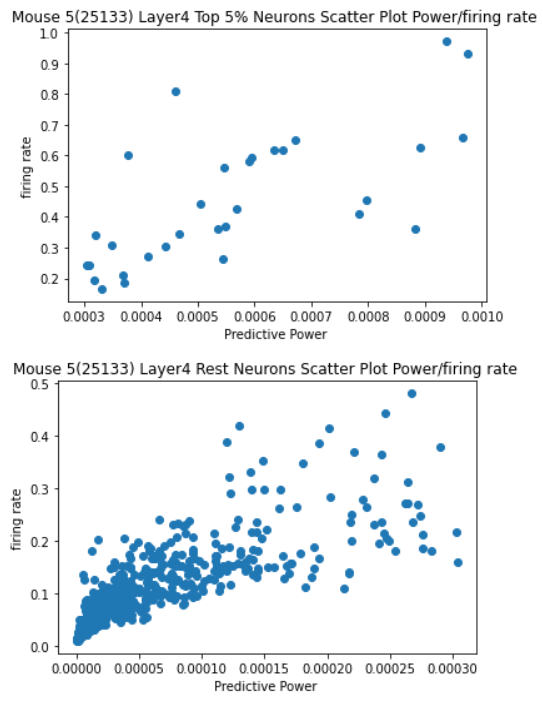 Mouse 5(25133) Layer4 Top 5% Neurons Scatter Plot Power/firing rate
1.0
0.9
0.8
0.7
0.6
0.5
0.4
0.3
0.2
firing rate
0.0003 0.0004 0.0005 0.0006 0.0007 0.0008 0.0009 0.0010
Predictive Power
Mouse 5(25133) Layer4 Rest Neurons Scatter Plot Power/firing rate
0.5
0.4
0.3
0.2
0.1
0.0
firing rate
0.00000 0.00005 0.00010 0.00015 0.00020 0.00025 0.00030
Predictive Power